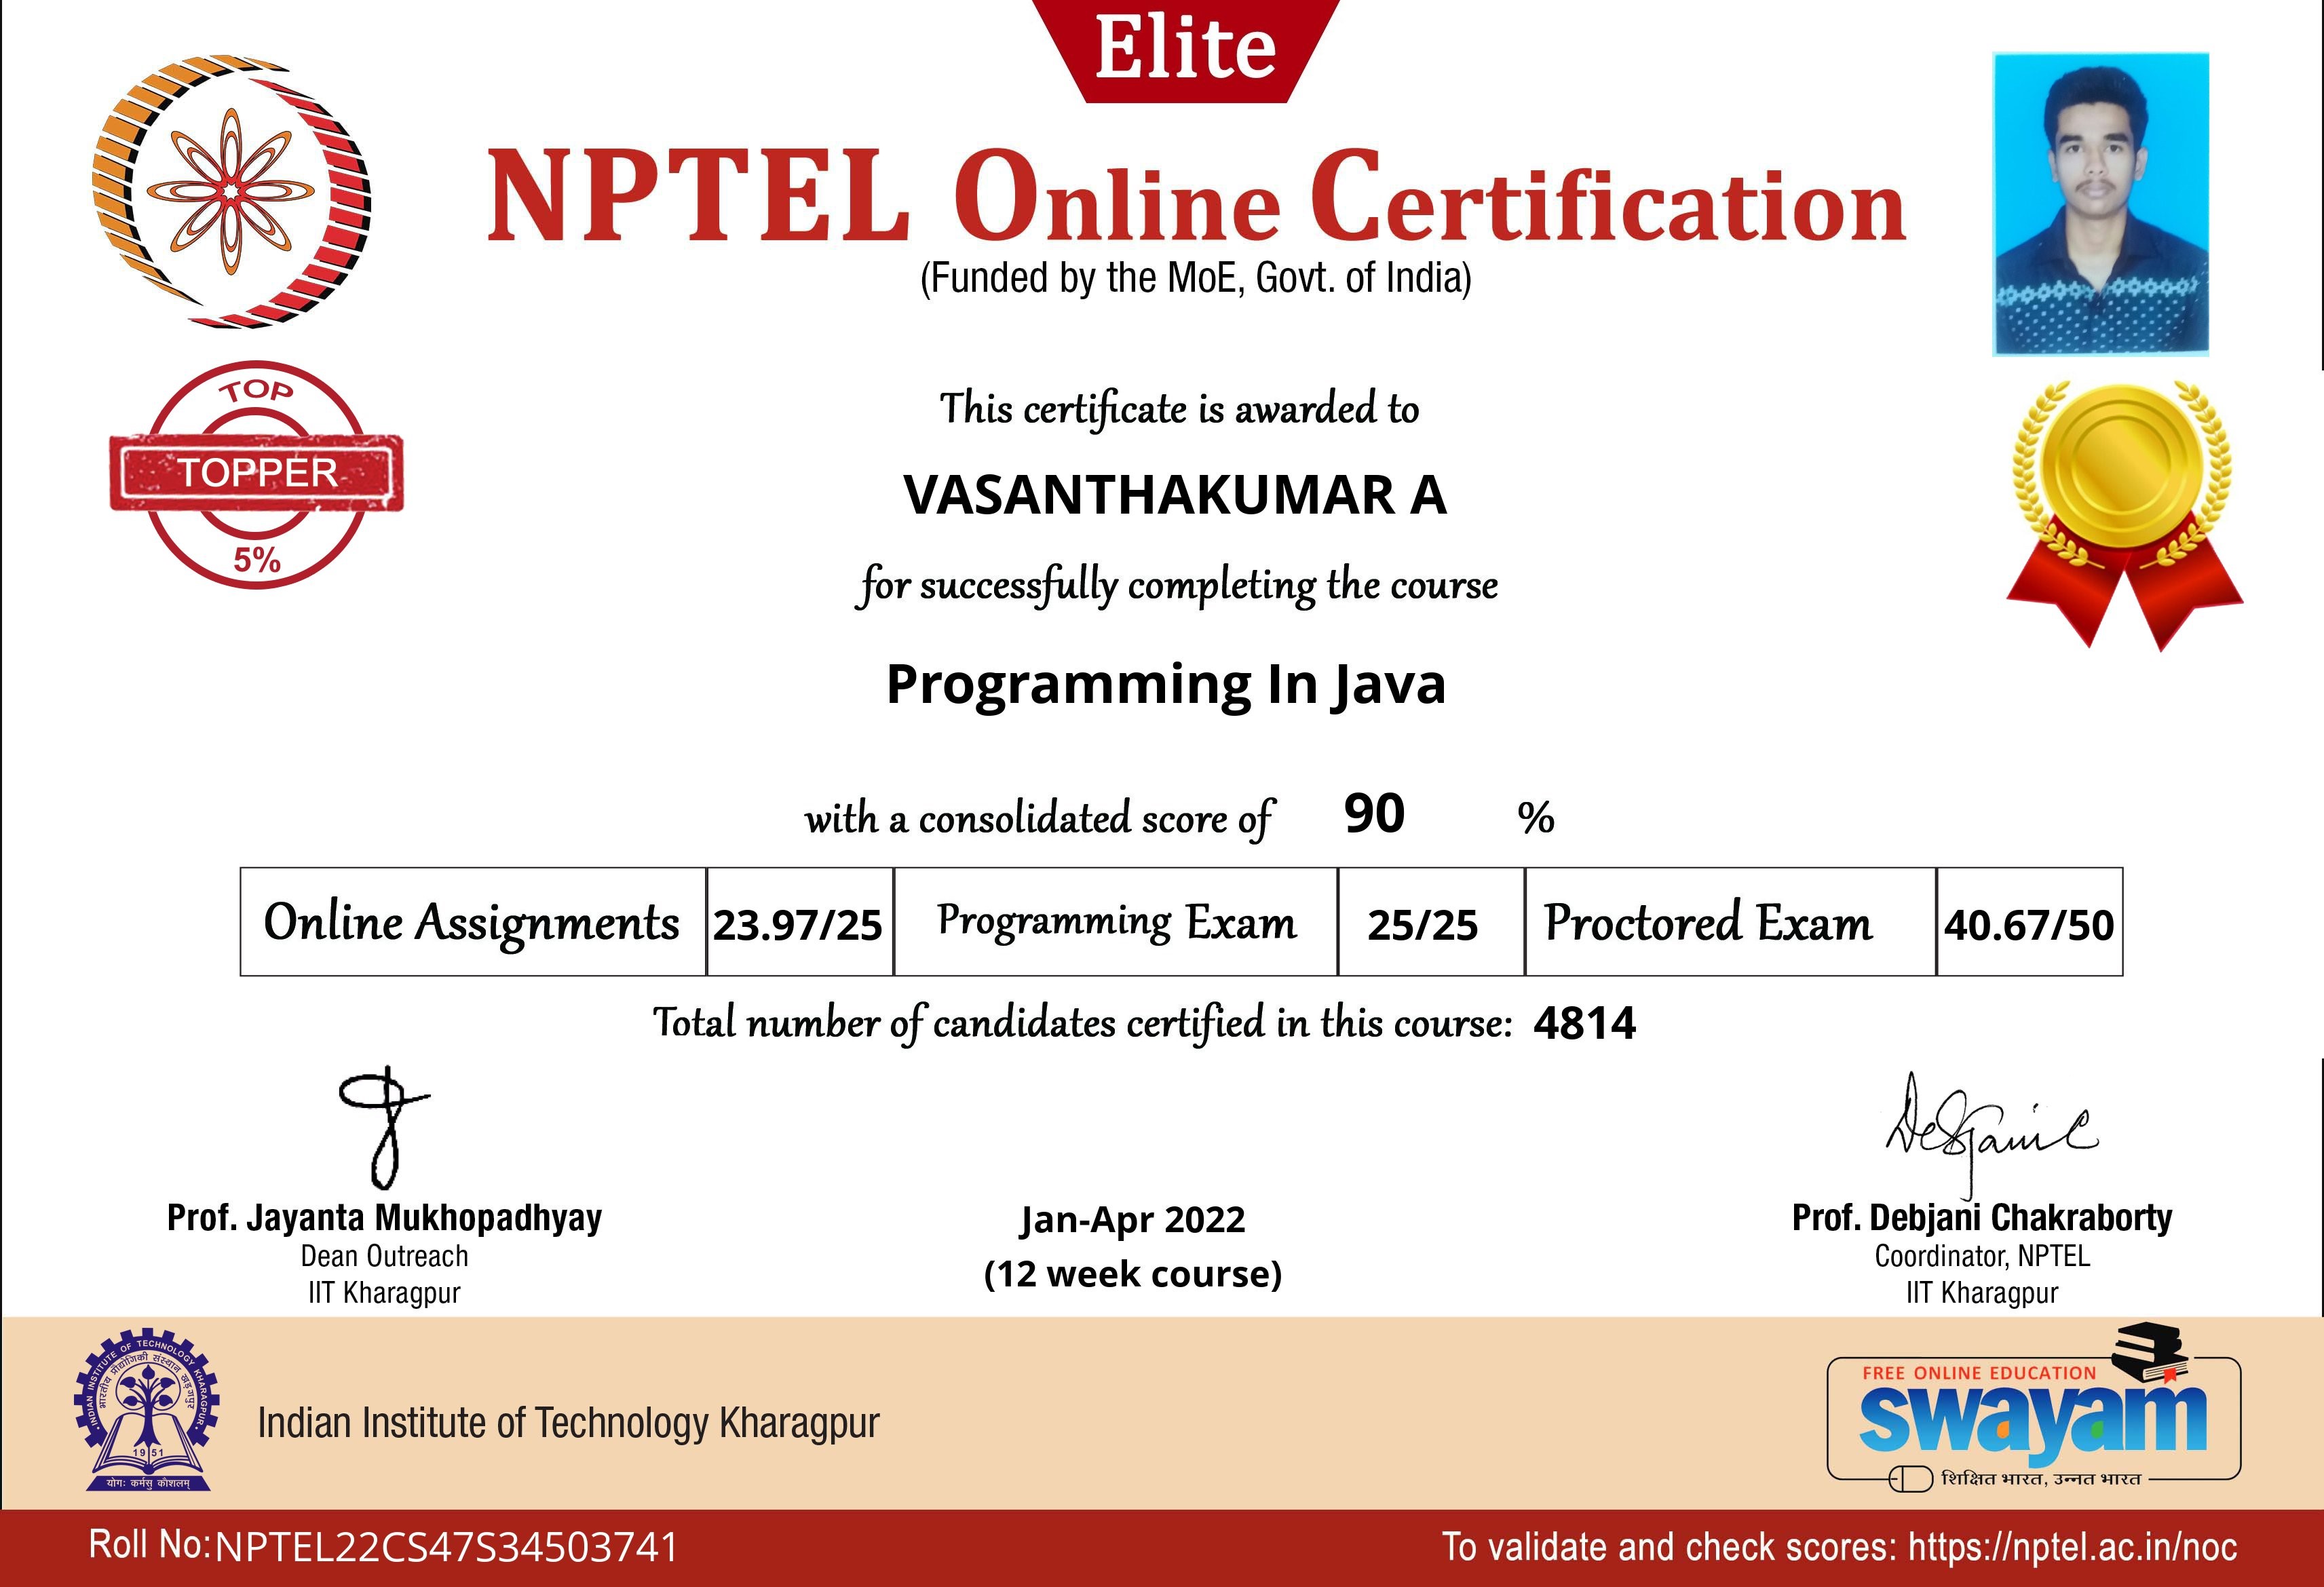 Elite
NPTEL Online Certification
(Funded by the MoE, Govt. of India)
TOP
TOPPER
5%
This certificate is awarded to
VASANTHAKUMAR A
for successfully completing the course
Programming In Java
with a consolidated score of 90 %
Online Assignments 23.97/25 Programming Exam 25/25 Proctored Exam 40.67/50
Total number of candidates certified in this course: 4814
Debjani
Prof. Jayanta Mukhopadhyay
Dean Outreach
IIT Kharagpur
Jan-Apr 2022
(12 week course)
Prof. Debjani Chakraborty
Coordinator, NPTEL
IIT Kharagpur
INDIAN INSTITUTE OF TECHNOLOGY KHARAGPUR
भारतीय प्रौद्योगिकी संस्थान खड़गपुर
1951
योगः कर्मसु कौशलम्
Indian Institute of Technology Kharagpur
FREE ONLINE EDUCATION
swayam
शिक्षित भारत, उन्नत भारत
Roll No: NPTEL22CS47S34503741
To validate and check scores: https://nptel.ac.in/noc